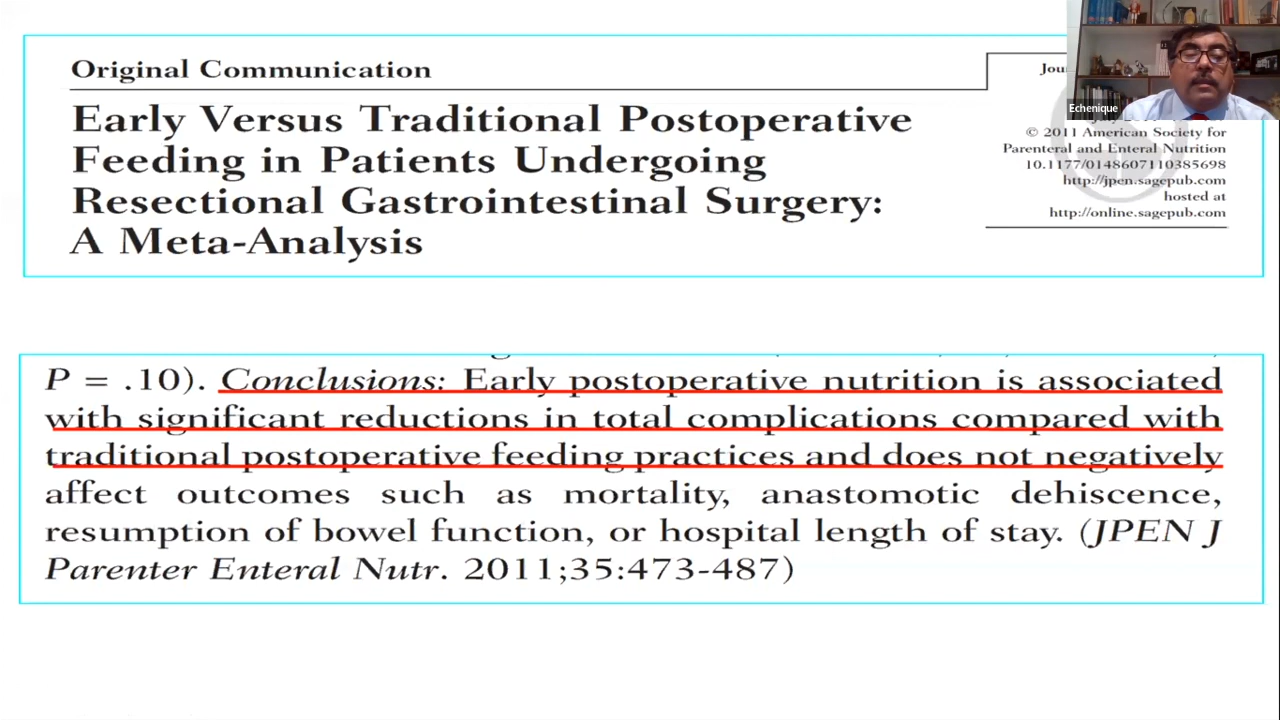 Original Communication
Early Versus Traditional Postoperative
Feeding in Patients Undergoing
Resectional Gastrointestinal Surgery:
A Meta-Analysis
Echenique
© 2011 American Society for
Parenteral and Enteral Nutrition
10.1177/0148607110385698
http://jpen.sagepub.com
hosted at
http://online.sagepub.com
P = .10). Conclusions: Early postoperative nutrition is associated
with significant reductions in total complications compared with
traditional postoperative feeding practices and does not negatively
affect outcomes such as mortality, anastomotic dehiscence,
resumption of bowel function, or hospital length of stay. (JPEN J
Parenter Enteral Nutr. 2011;35:473-487)